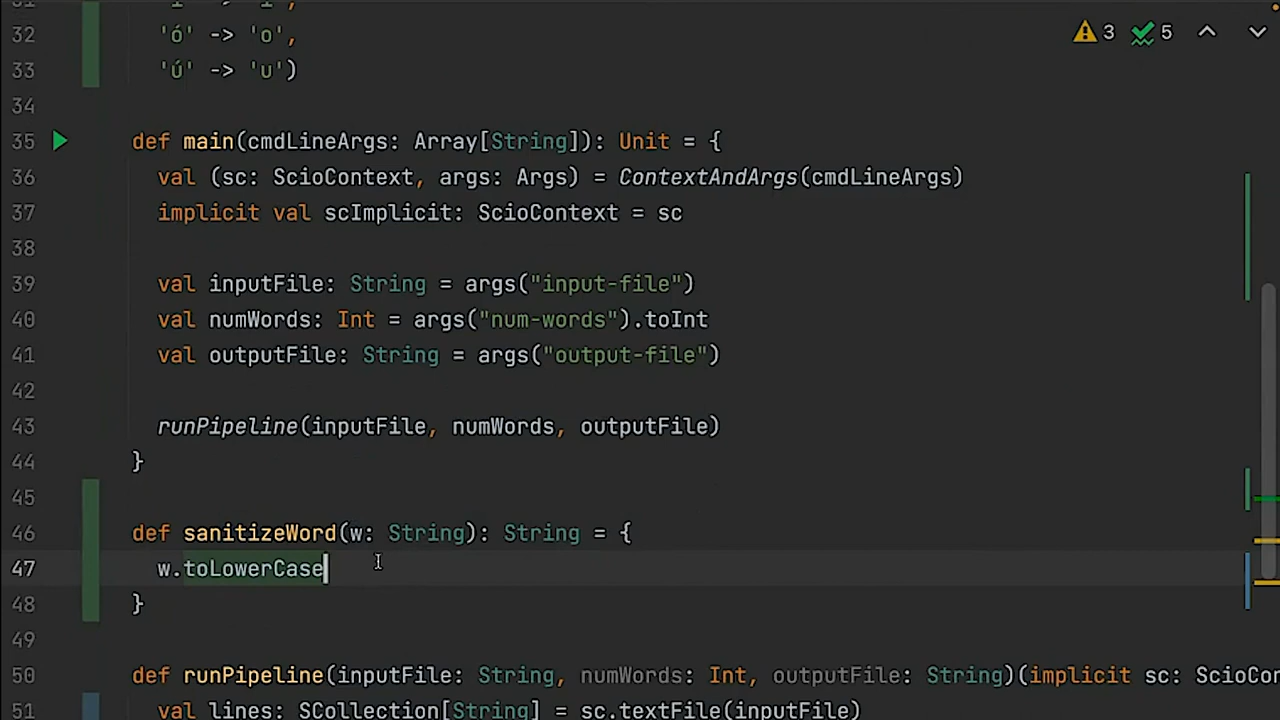 31
32 'ó' -> 'o',
33 'ú' -> 'u')
34
35 def main(cmdLineArgs: Array[String]): Unit = {
36 val (sc: ScioContext, args: Args) = ContextAndArgs(cmdLineArgs)
37 implicit val scImplicit: ScioContext = sc
38
39 val inputFile: String = args("input-file")
40 val numWords: Int = args("num-words").toInt
41 val outputFile: String = args("output-file")
42
43 runPipeline(inputFile, numWords, outputFile)
44 }
45
46 def sanitizeWord(w: String): String = {
47 w.toLowerCase
48 }
49
50 def runPipeline(inputFile: String, numWords: Int, outputFile: String)(implicit sc: ScioCon
51 val lines: SCollection[String] = sc.textFile(inputFile)
3 5